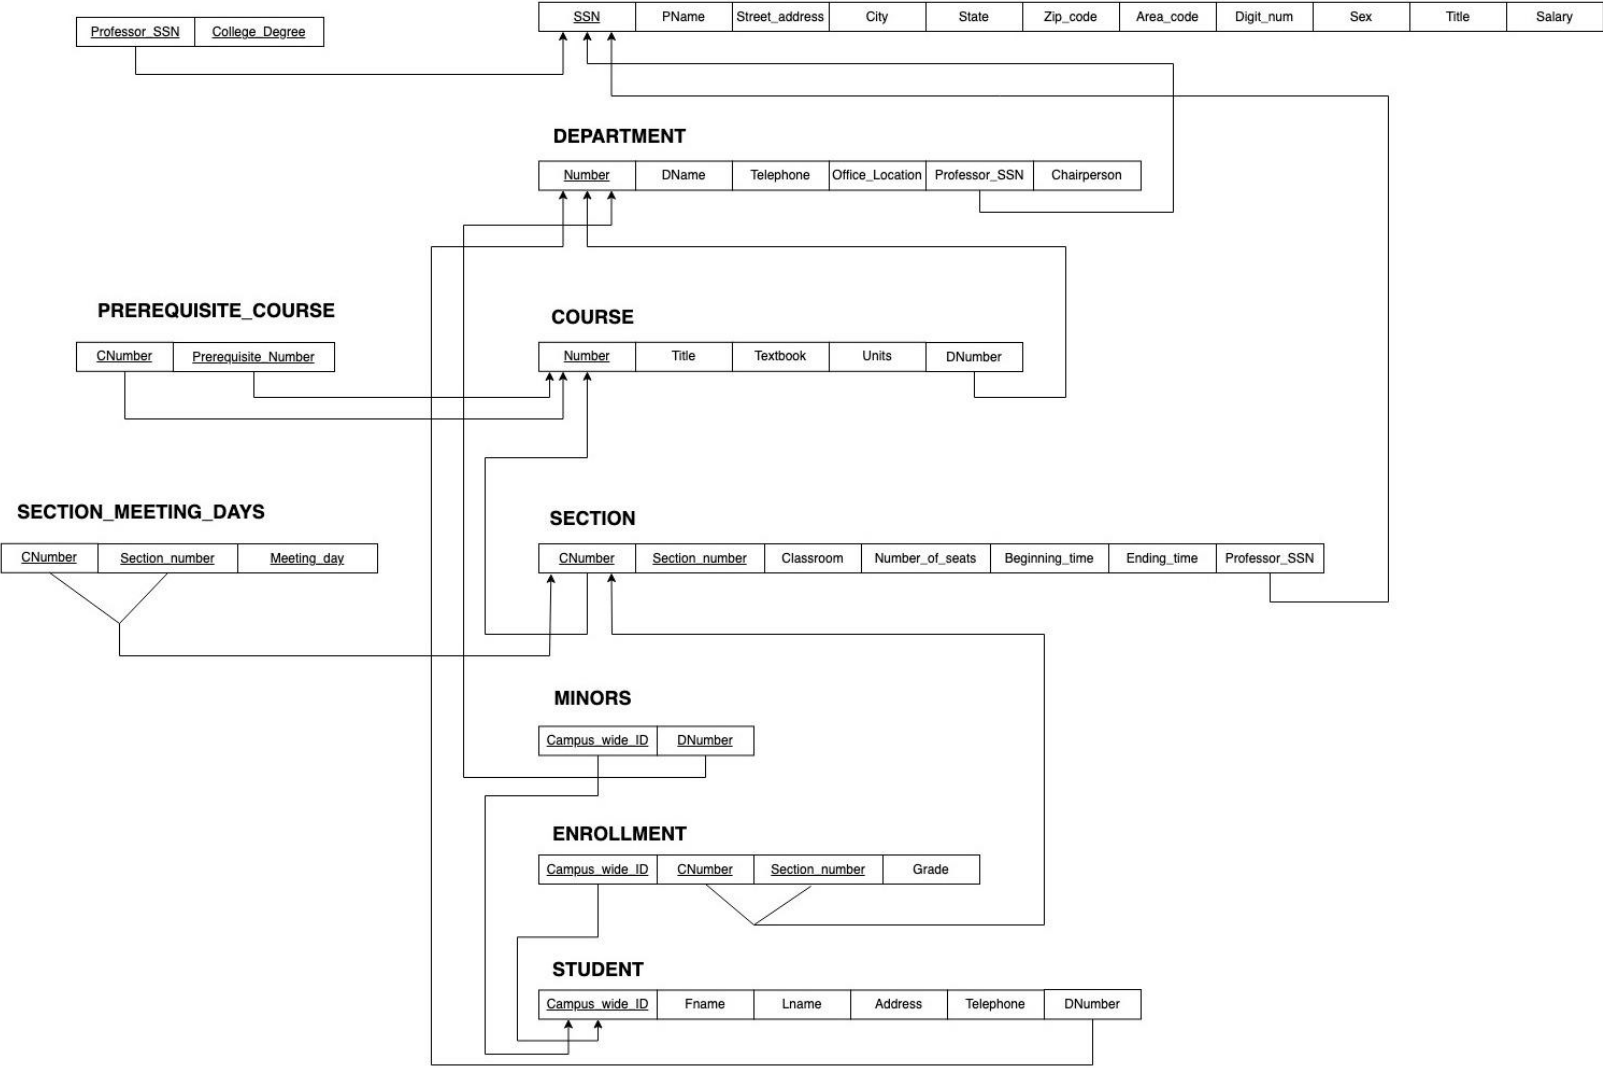 SSN PName Street_address City State Zip_code Area_code Digit_num Sex Title Salary
Professor_SSN College_Degree
DEPARTMENT
Number DName Telephone Office_Location Professor_SSN Chairperson
PREREQUISITE_COURSE
CNumber Prerequisite_Number
COURSE
Number Title Textbook Units DNumber
SECTION_MEETING_DAYS
CNumber Section_number Meeting_day
SECTION
CNumber Section_number Classroom Number_of_seats Beginning_time Ending_time Professor_SSN
MINORS
Campus_wide_ID DNumber
ENROLLMENT
Campus_wide_ID CNumber Section_number Grade
STUDENT
Campus_wide_ID Fname Lname Address Telephone DNumber